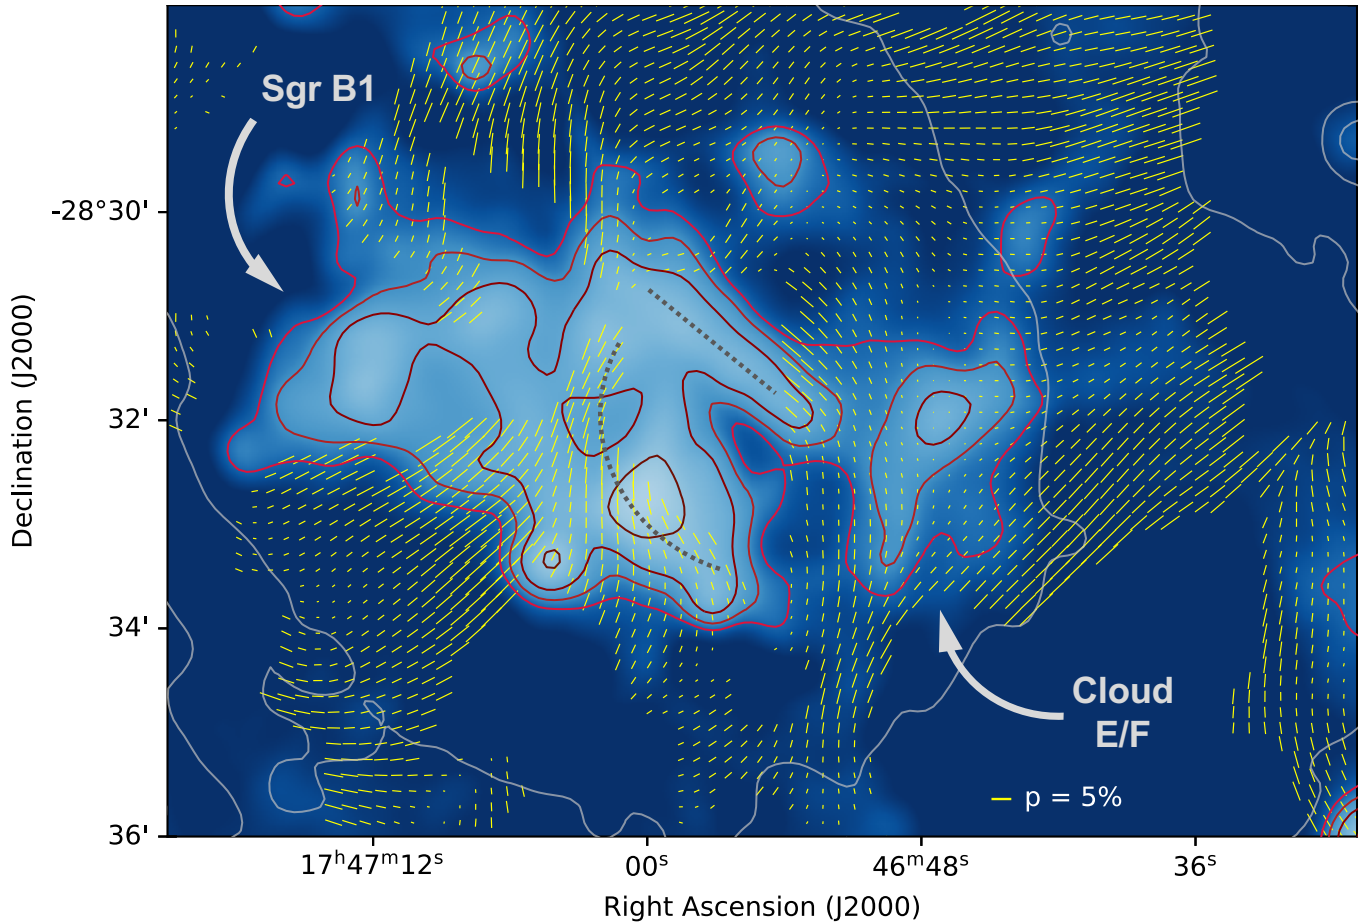 Sgr B1
-28°30'
32'
34'
36'
Declination (J2000)
Cloud
E/F
p = 5%
17ʰ47ᵐ12ˢ 00ˢ 46ᵐ48ˢ 36ˢ
Right Ascension (J2000)